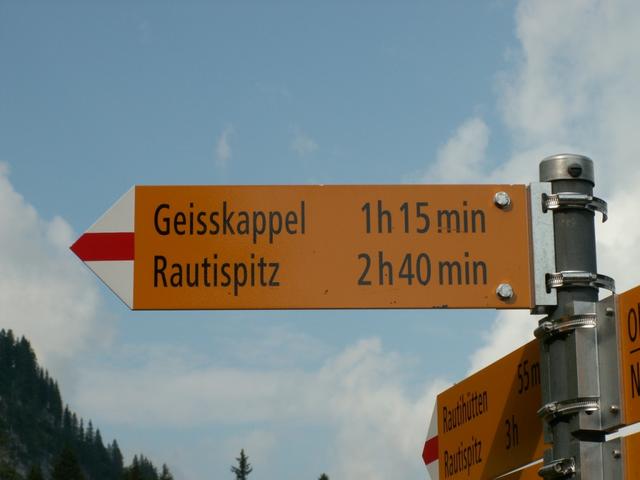 Geisskappel 1h15min
Rautispitz 2h40min
Rautihütten 55m
Rautispitz 3h